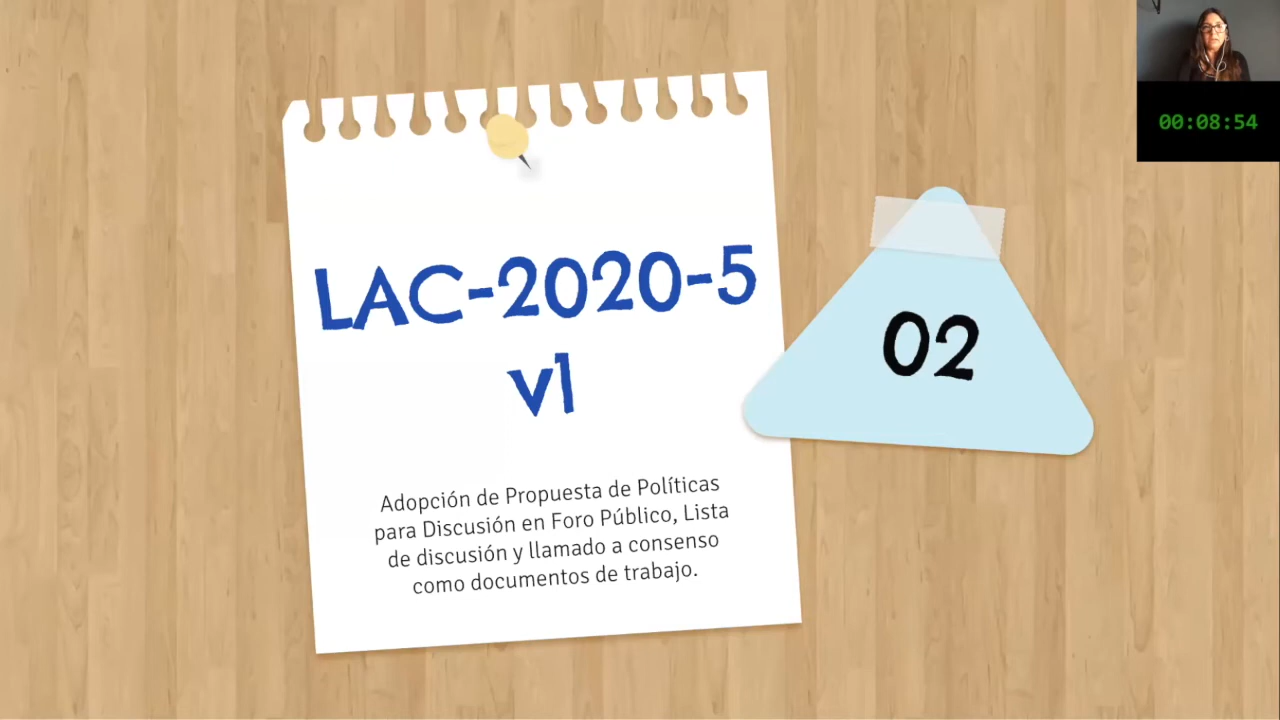 LAC-2020-5
v1
Adopción de Propuesta de Políticas
para Discusión en Foro Público, Lista
de discusión y llamado a consenso
como documentos de trabajo.
02
00:08:54